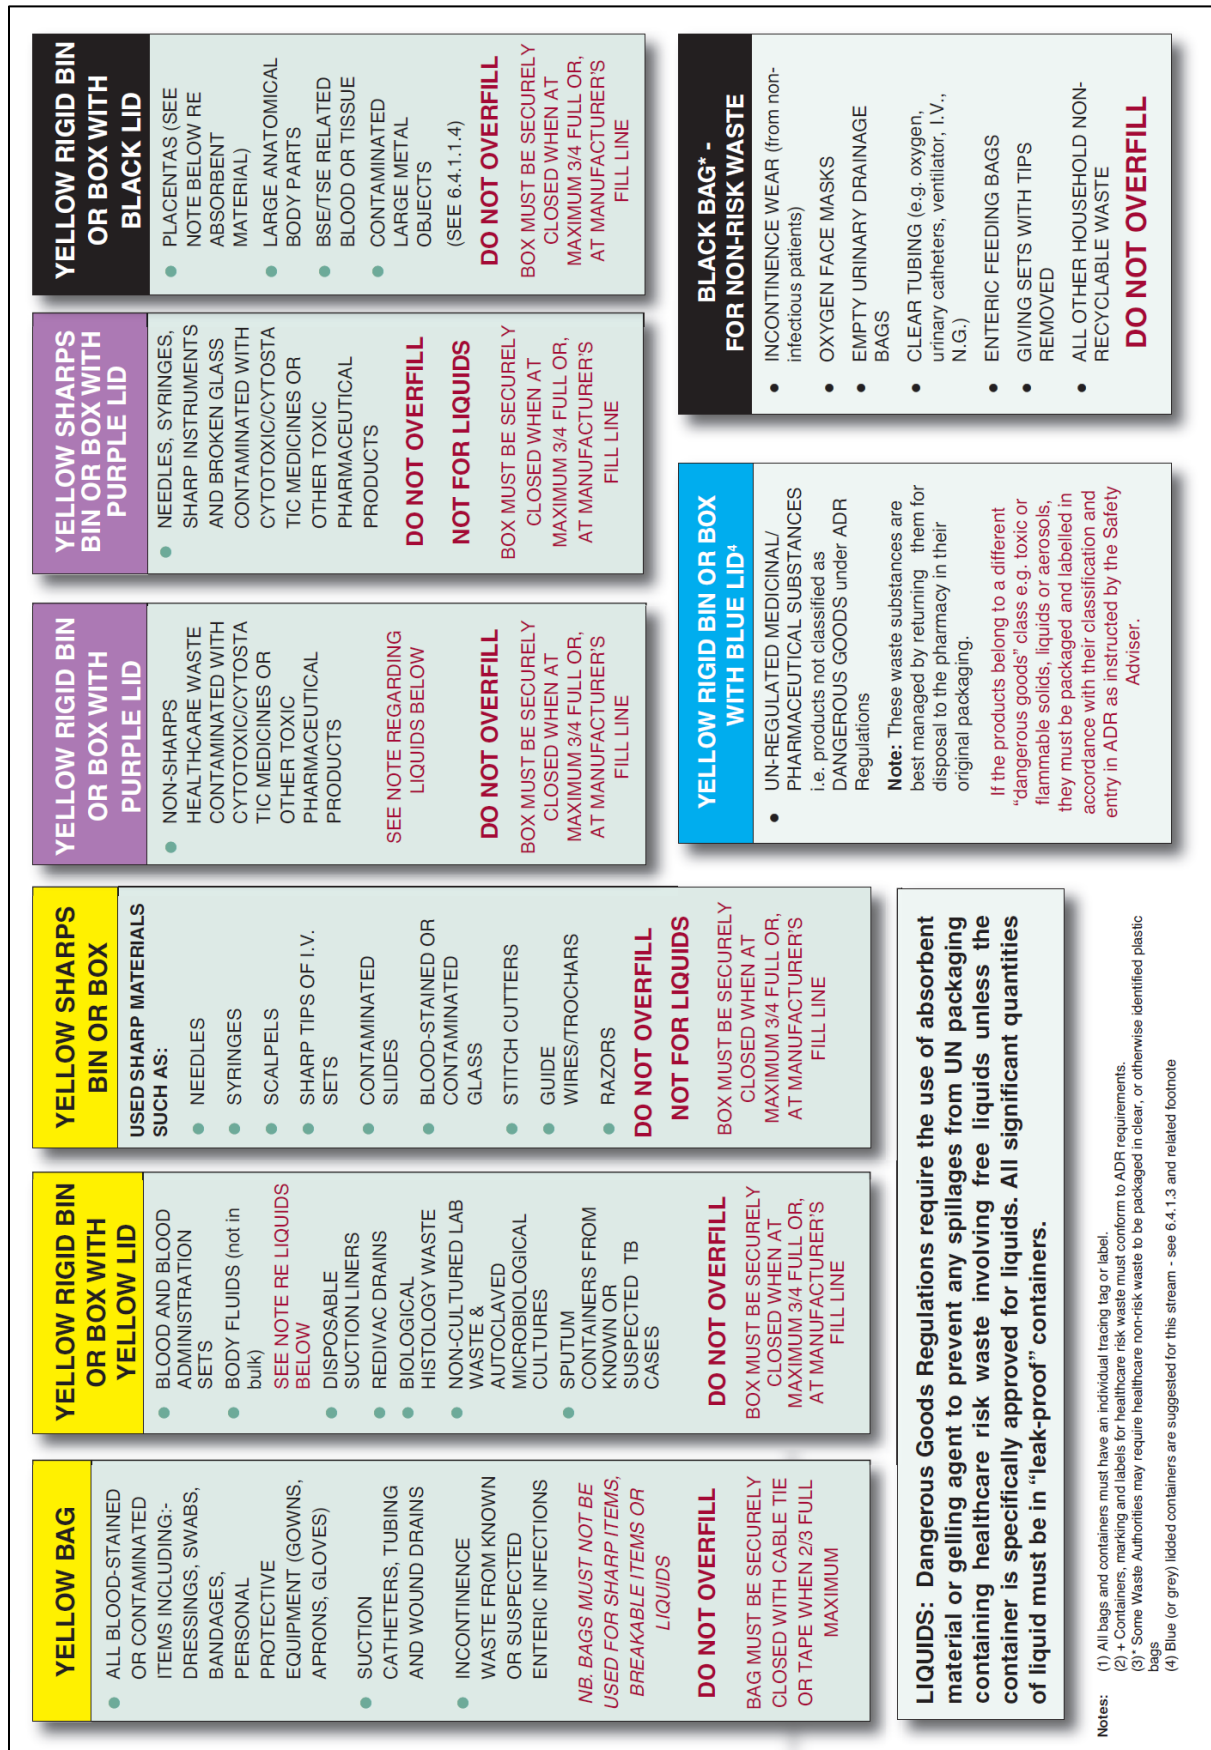 YELLOW BAG
● ALL BLOOD-STAINED
OR CONTAMINATED
ITEMS INCLUDING:-
DRESSINGS, SWABS,
BANDAGES,
PERSONAL
PROTECTIVE
EQUIPMENT (GOWNS,
APRONS, GLOVES)
● SUCTION
CATHETERS, TUBING
AND WOUND DRAINS
● INCONTINENCE
WASTE FROM KNOWN
OR SUSPECTED
ENTERIC INFECTIONS
NB. BAGS MUST NOT BE
USED FOR SHARP ITEMS,
BREAKABLE ITEMS OR
LIQUIDS
DO NOT OVERFILL
BAG MUST BE SECURELY
CLOSED WITH CABLE TIE
OR TAPE WHEN 2/3 FULL
MAXIMUM
YELLOW RIGID BIN
OR BOX WITH
YELLOW LID
● BLOOD AND BLOOD
ADMINISTRATION
SETS
● BODY FLUIDS (not in
bulk)
SEE NOTE RE LIQUIDS
BELOW
● DISPOSABLE
SUCTION LINERS
● REDIVAC DRAINS
● BIOLOGICAL
HISTOLOGY WASTE
● NON-CULTURED LAB
WASTE &
AUTOCLAVED
MICROBIOLOGICAL
CULTURES
● SPUTUM
CONTAINERS FROM
KNOWN OR
SUSPECTED TB
CASES
DO NOT OVERFILL
BOX MUST BE SECURELY
CLOSED WHEN AT
MAXIMUM 3/4 FULL OR,
AT MANUFACTURER'S
FILL LINE
YELLOW SHARPS
BIN OR BOX
USED SHARP MATERIALS
SUCH AS:
● NEEDLES
● SYRINGES
● SCALPELS
● SHARP TIPS OF I.V.
SETS
● CONTAMINATED
SLIDES
● BLOOD-STAINED OR
CONTAMINATED
GLASS
● STITCH CUTTERS
● GUIDE
WIRES/TROCHARS
● RAZORS
DO NOT OVERFILL
NOT FOR LIQUIDS
BOX MUST BE SECURELY
CLOSED WHEN AT
MAXIMUM 3/4 FULL OR,
AT MANUFACTURER'S
FILL LINE
YELLOW RIGID BIN
OR BOX WITH
PURPLE LID
● NON-SHARPS
HEALTHCARE WASTE
CONTAMINATED WITH
CYTOTOXIC/CYTOSTA
TIC MEDICINES OR
OTHER TOXIC
PHARMACEUTICAL
PRODUCTS
SEE NOTE REGARDING
LIQUIDS BELOW
DO NOT OVERFILL
BOX MUST BE SECURELY
CLOSED WHEN AT
MAXIMUM 3/4 FULL OR,
AT MANUFACTURER'S
FILL LINE
YELLOW SHARPS
BIN OR BOX WITH
PURPLE LID
● NEEDLES, SYRINGES,
SHARP INSTRUMENTS
AND BROKEN GLASS
CONTAMINATED WITH
CYTOTOXIC/CYTOSTA
TIC MEDICINES OR
OTHER TOXIC
PHARMACEUTICAL
PRODUCTS
DO NOT OVERFILL
NOT FOR LIQUIDS
BOX MUST BE SECURELY
CLOSED WHEN AT
MAXIMUM 3/4 FULL OR,
AT MANUFACTURER'S
FILL LINE
YELLOW RIGID BIN
OR BOX WITH
BLACK LID
● PLACENTAS (SEE
NOTE BELOW RE
ABSORBENT
MATERIAL)
● LARGE ANATOMICAL
BODY PARTS
● BSE/TSE RELATED
BLOOD OR TISSUE
● CONTAMINATED
LARGE METAL
OBJECTS
(SEE 6.4.1.1.4)
DO NOT OVERFILL
BOX MUST BE SECURELY
CLOSED WHEN AT
MAXIMUM 3/4 FULL OR,
AT MANUFACTURER'S
FILL LINE
LIQUIDS: Dangerous Goods Regulations require the use of absorbent
material or gelling agent to prevent any spillages from UN packaging
containing healthcare risk waste involving free liquids unless the
container is specifically approved for liquids. All significant quantities
of liquid must be in “leak-proof” containers.
YELLOW RIGID BIN OR BOX
WITH BLUE LID4
● UN-REGULATED MEDICINAL/
PHARMACEUTICAL SUBSTANCES
i.e. products not classified as
DANGEROUS GOODS under ADR
Regulations
Note: These waste substances are
best managed by returning them for
disposal to the pharmacy in their
original packaging.
If the products belong to a different
“dangerous goods” class e.g. toxic or
flammable solids, liquids or aerosols,
they must be packaged and labelled in
accordance with their classification and
entry in ADR as instructed by the Safety
Adviser.
BLACK BAG* -
FOR NON-RISK WASTE
● INCONTINENCE WEAR (from non-
infectious patients)
● OXYGEN FACE MASKS
● EMPTY URINARY DRAINAGE
BAGS
● CLEAR TUBING (e.g. oxygen,
urinary catheters, ventilator, I.V.,
N.G.)
● ENTERIC FEEDING BAGS
● GIVING SETS WITH TIPS
REMOVED
● ALL OTHER HOUSEHOLD NON-
RECYCLABLE WASTE
DO NOT OVERFILL
Notes: (1) All bags and containers must have an individual tracing tag or label.
(2) + Containers, marking and labels for healthcare risk waste must conform to ADR requirements.
(3)* Some Waste Authorities may require healthcare non-risk waste to be packaged in clear, or otherwise identified plastic
bags
(4) Blue (or grey) lidded containers are suggested for this stream - see 6.4.1.3 and related footnote